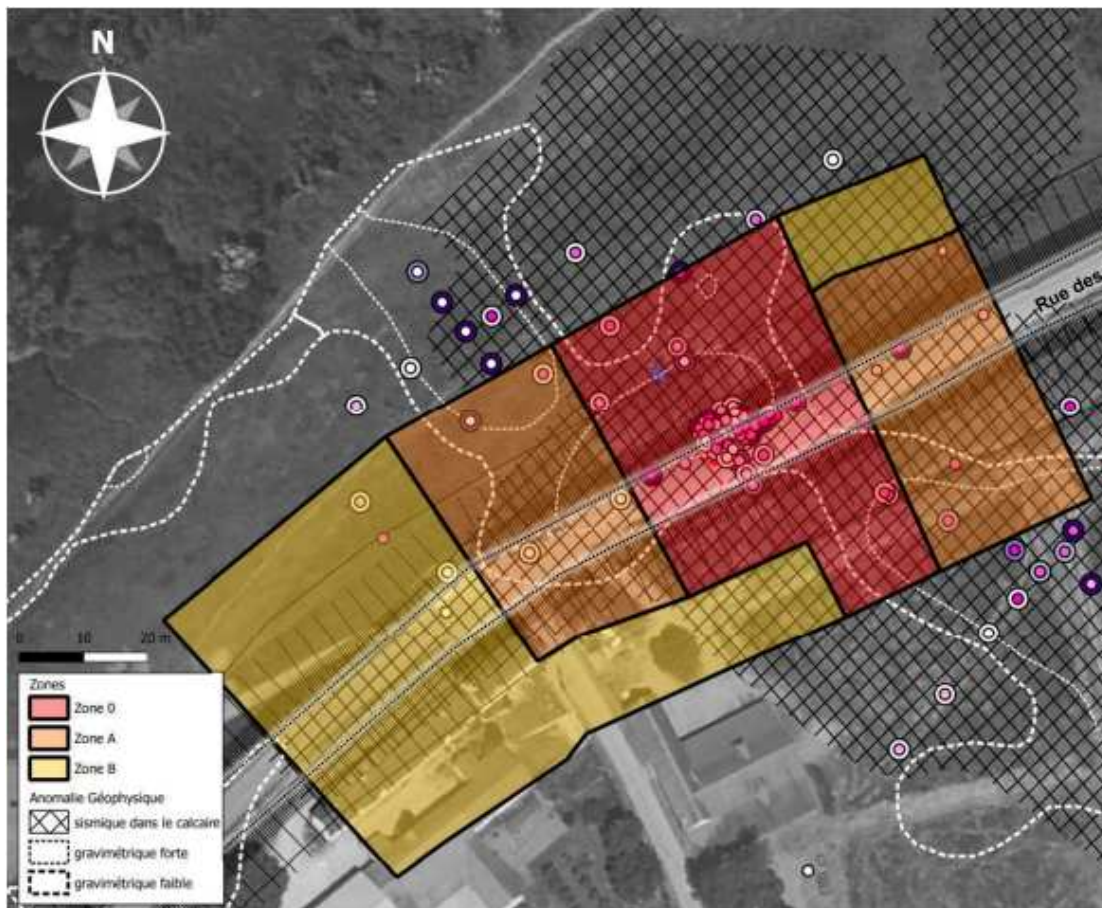 N
Rue des
0 10 20 m
Zones
Zone 0
Zone A
Zone B
Anomalie Géophysique
sismique dans le calcaire
gravimétrique forte
gravimétrique faible